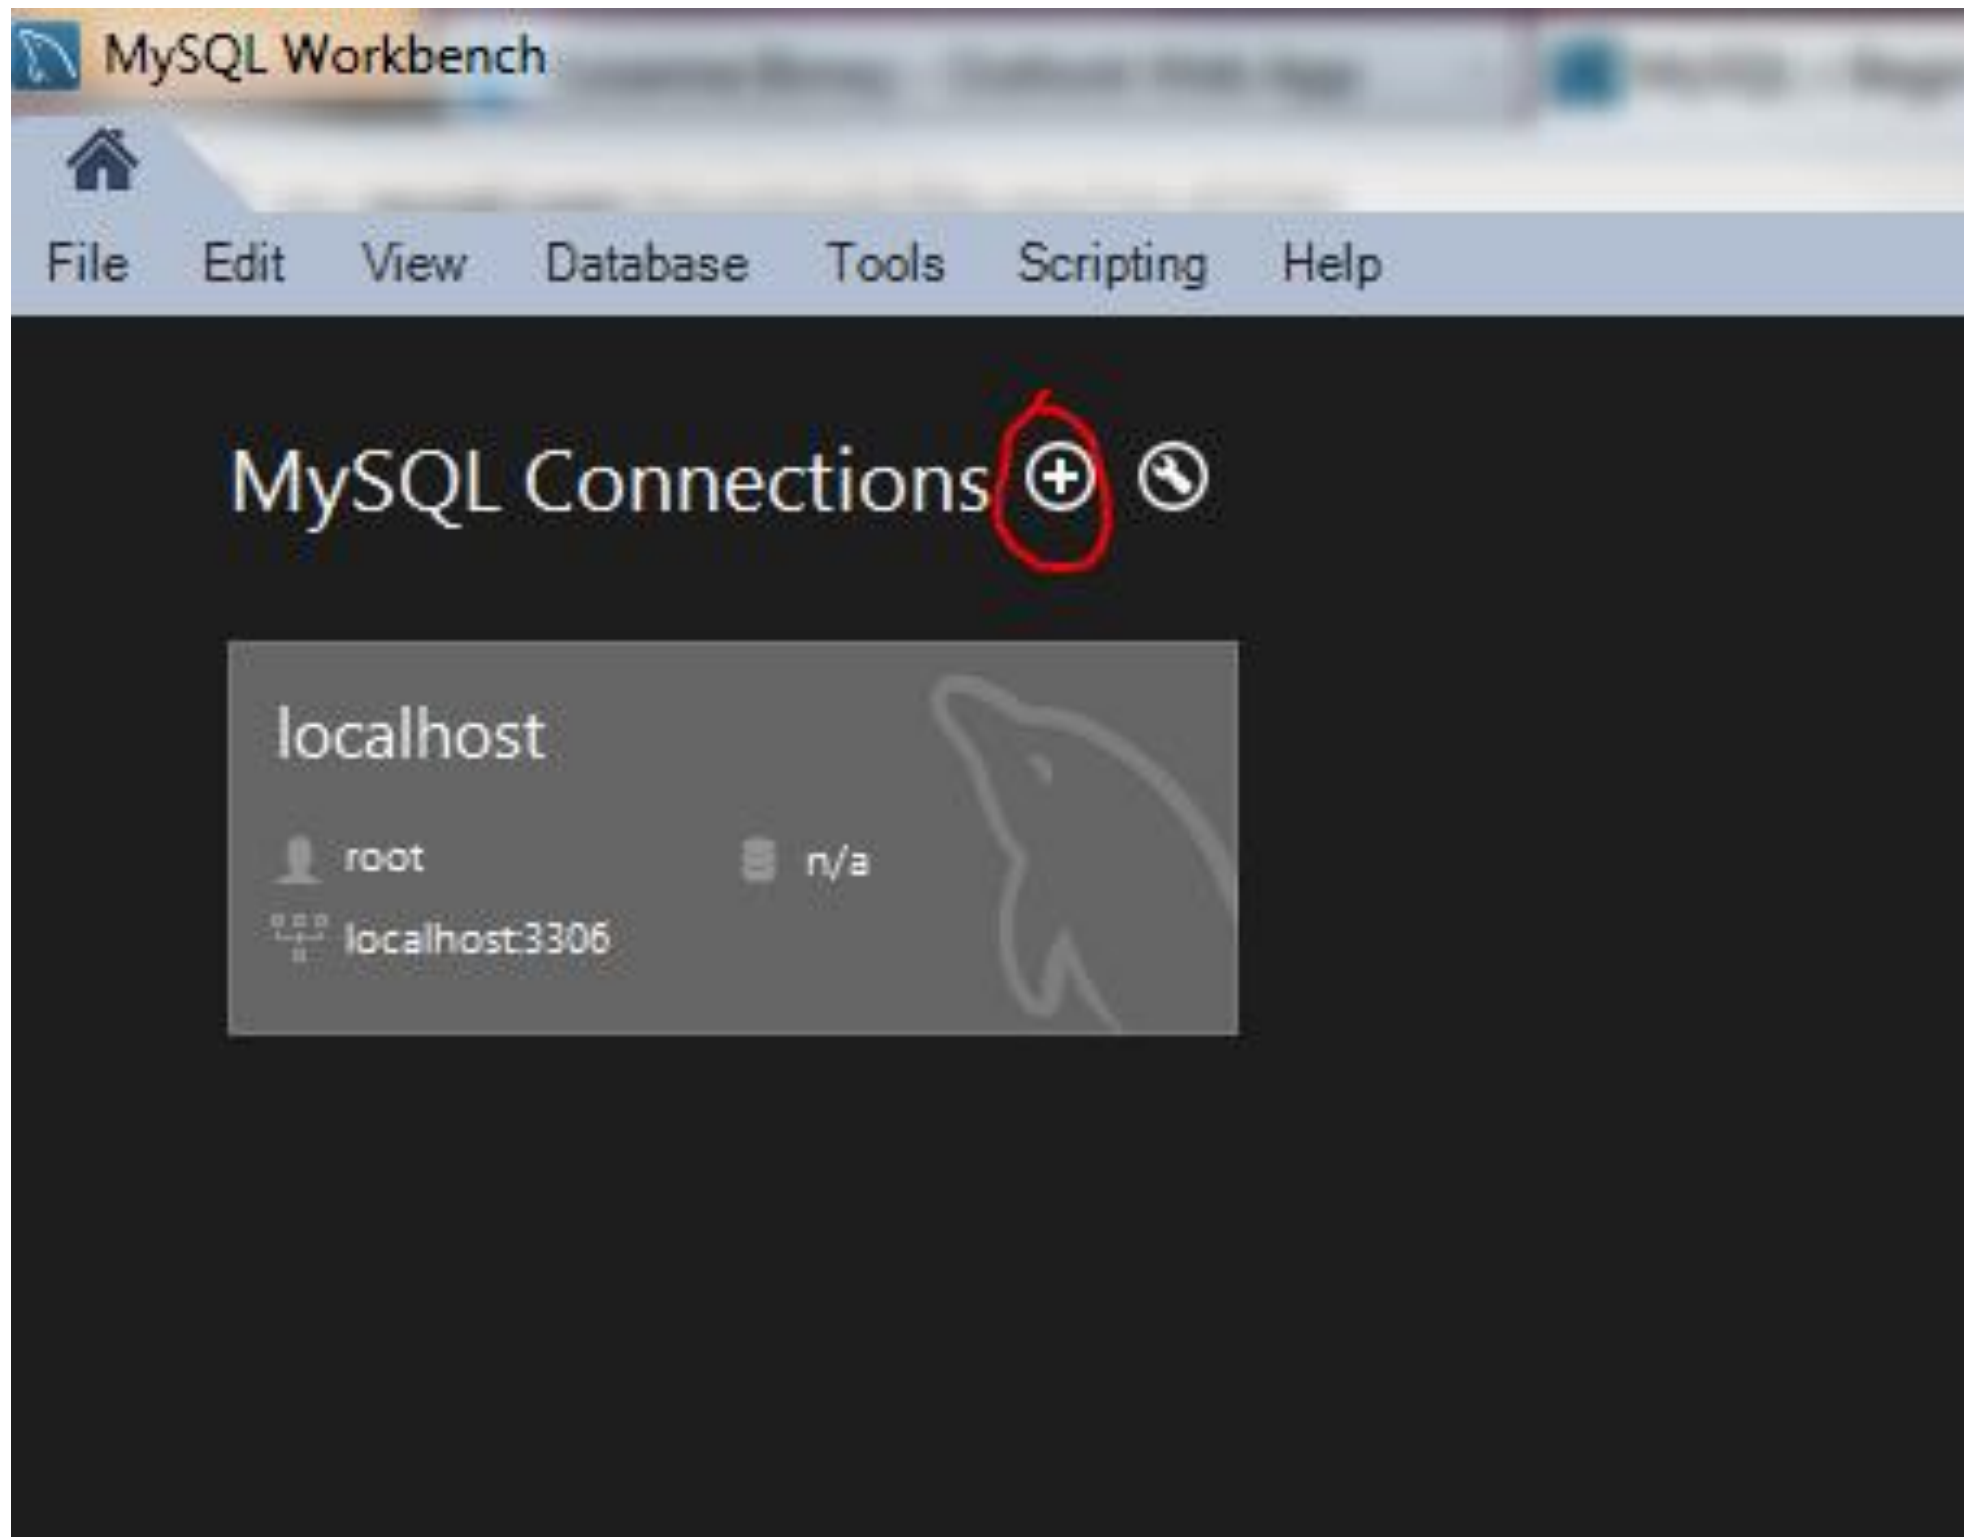 MySQL Workbench
File Edit View Database Tools Scripting Help
MySQL Connections
localhost
root n/a
localhost:3306